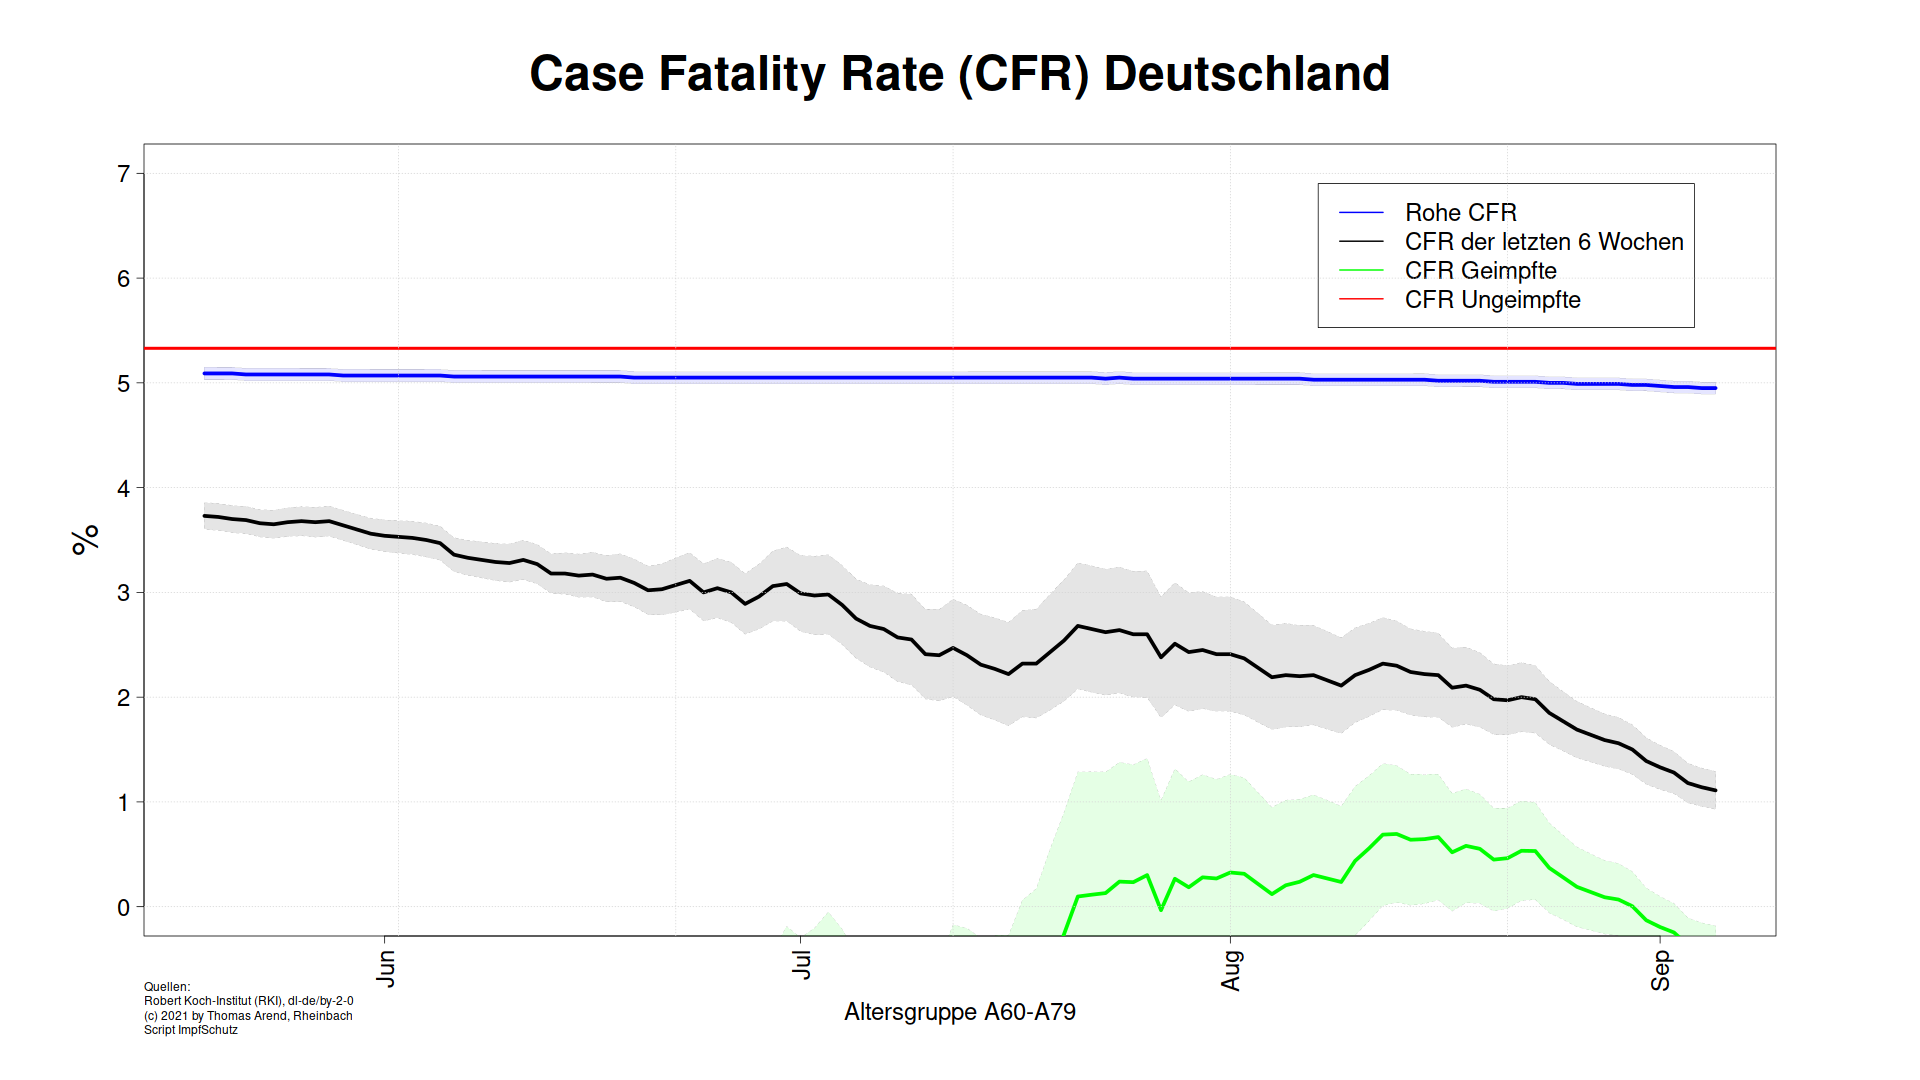 Case Fatality Rate (CFR) Deutschland
7
6
5
4
3
2
1
0
%
Rohe CFR
CFR der letzten 6 Wochen
CFR Geimpfte
CFR Ungeimpfte
Jun
Jul
Aug
Sep
Altersgruppe A60-A79
Quellen:
Robert Koch-Institut (RKI), dl-de/by-2-0
(c) 2021 by Thomas Arend, Rheinbach
Script ImpfSchutz